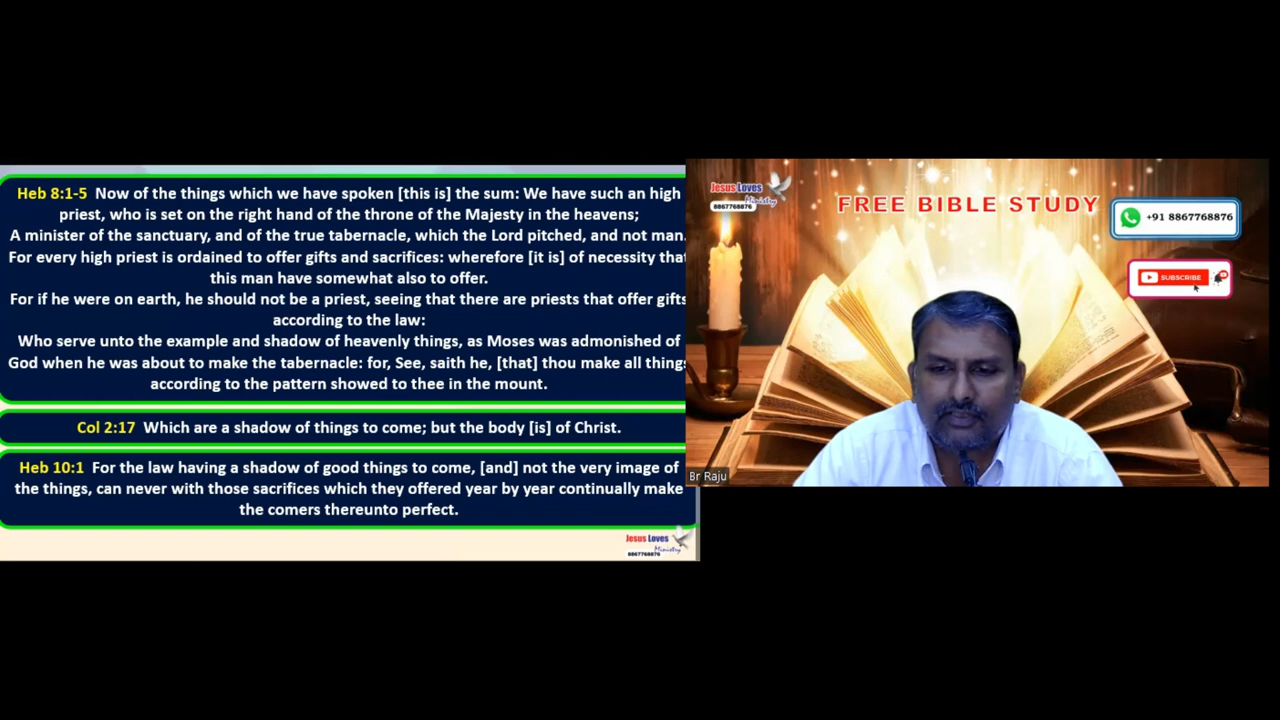 Heb 8:1-5 Now of the things which we have spoken [this is] the sum: We have such an high
priest, who is set on the right hand of the throne of the Majesty in the heavens;
A minister of the sanctuary, and of the true tabernacle, which the Lord pitched, and not man.
For every high priest is ordained to offer gifts and sacrifices: wherefore [it is] of necessity that
this man have somewhat also to offer.
For if he were on earth, he should not be a priest, seeing that there are priests that offer gifts
according to the law:
Who serve unto the example and shadow of heavenly things, as Moses was admonished of
God when he was about to make the tabernacle: for, See, saith he, [that] thou make all things
according to the pattern showed to thee in the mount.
Col 2:17 Which are a shadow of things to come; but the body [is] of Christ.
Heb 10:1 For the law having a shadow of good things to come, [and] not the very image of
the things, can never with those sacrifices which they offered year by year continually make
the comers thereunto perfect.
Jesus Loves
Ministry
8867768876
Jesus Loves
Ministry
8867768876
FREE BIBLE STUDY
+91 8867768876
SUBSCRIBE
Br Raju